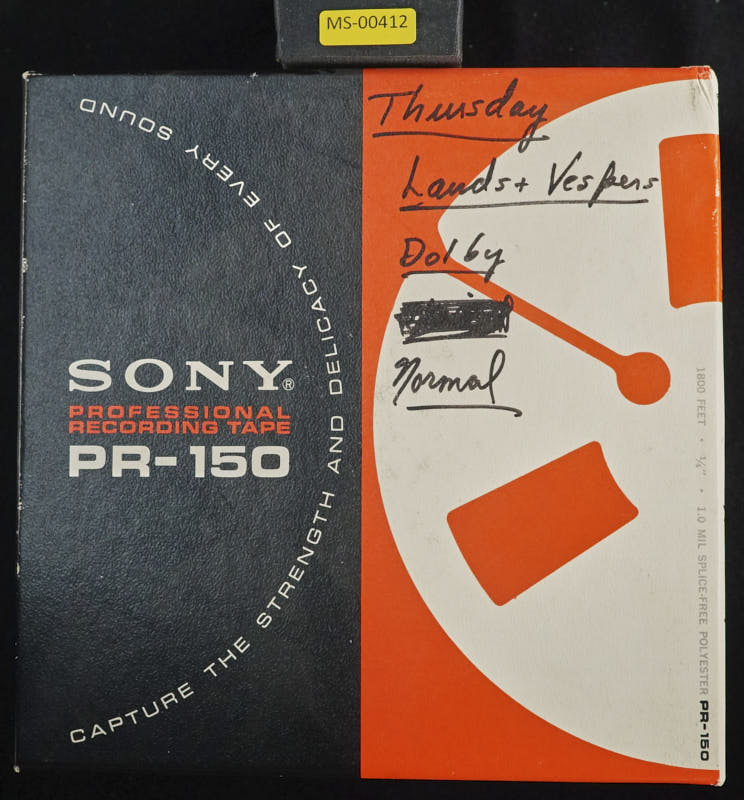 MS-00412
CAPTURE THE STRENGTH AND DELICACY OF EVERY SOUND
SONY®
PROFESSIONAL
RECORDING TAPE
PR-150
Thursday
Lauds + Vespers
Dolby
Normal
1800 FEET • ¼" • 1.0 MIL SPLICE-FREE POLYESTER PR-150